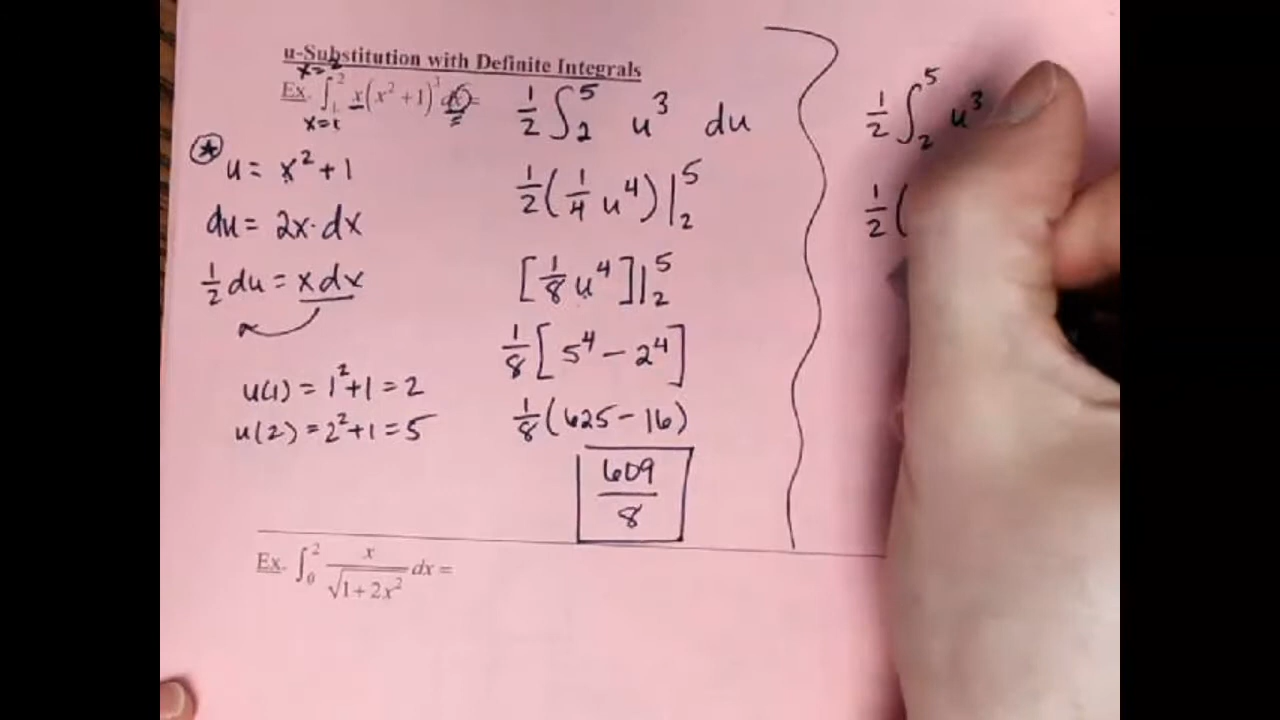 u-Substitution with Definite Integrals
x=2
Ex. ∫₁² x(x² + 1)³ dx =
x=1
u = x² + 1
du = 2x · dx
½ du = x dx
u(1) = 1² + 1 = 2
u(2) = 2² + 1 = 5
½ ∫₂⁵ u³ du
½(¼ u⁴)|₂⁵
[⅛ u⁴]|₂⁵
⅛[5⁴ − 2⁴]
⅛(625 − 16)
609/8
½ ∫₂⁵ u³
½(
Ex. ∫₀² x/√(1 + 2x²) dx =